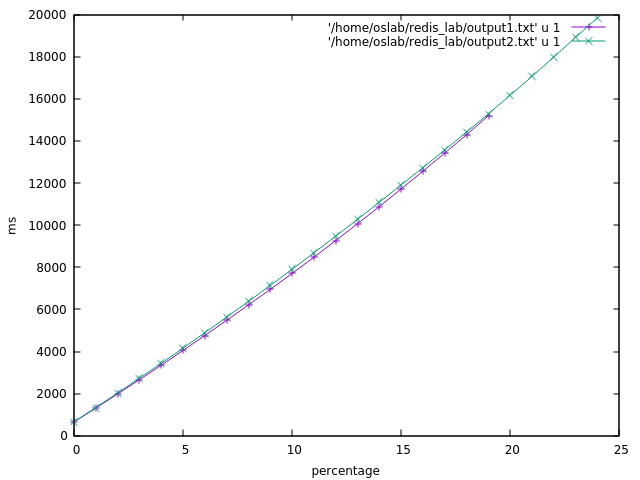 '/home/oslab/redis_lab/output1.txt' u 1
'/home/oslab/redis_lab/output2.txt' u 1
20000
18000
16000
14000
12000
10000
8000
6000
4000
2000
0
ms
0 5 10 15 20 25
percentage